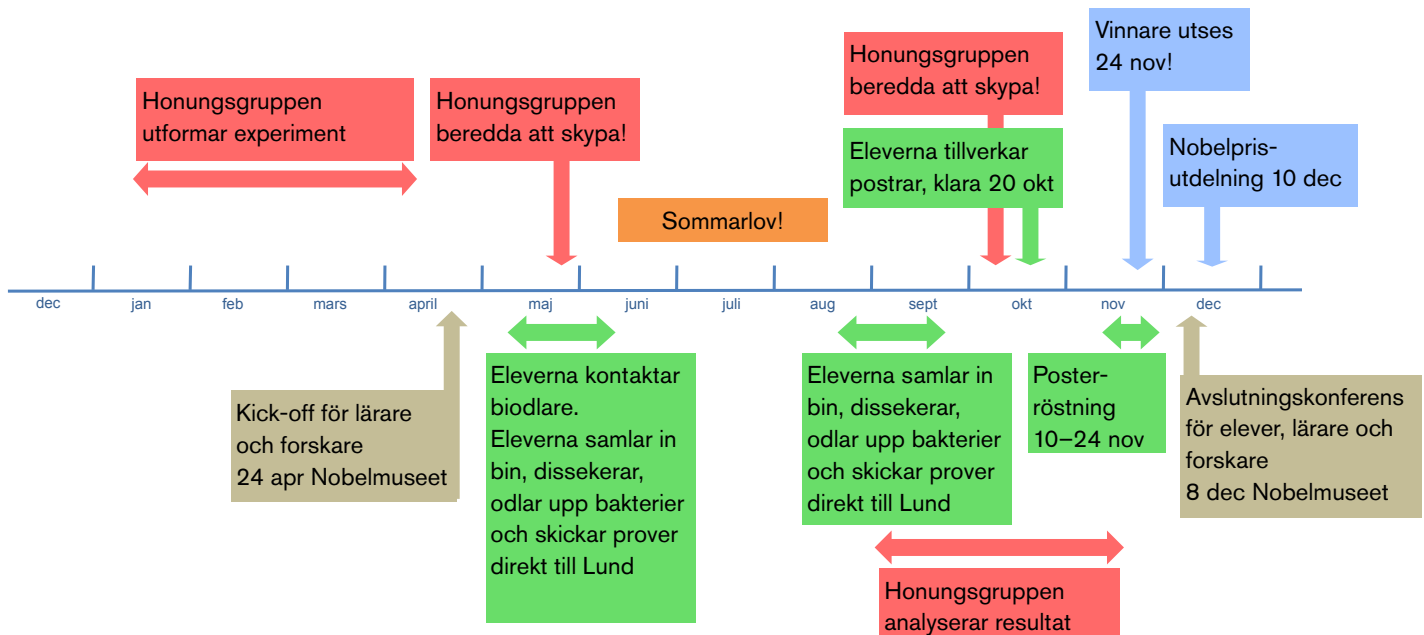 Vinnare utses
24 nov!
Honungsgruppen
utformar experiment
Honungsgruppen
beredda att skypa!
Honungsgruppen
beredda att skypa!
Eleverna tillverkar
postrar, klara 20 okt
Nobelpris-
utdelning 10 dec
Sommarlov!
dec jan feb mars april maj juni juli aug sept okt nov dec
Kick-off för lärare
och forskare
24 apr Nobelmuseet
Eleverna kontaktar
biodlare.
Eleverna samlar in
bin, dissekerar,
odlar upp bakterier
och skickar prover
direkt till Lund
Eleverna samlar in
bin, dissekerar,
odlar upp bakterier
och skickar prover
direkt till Lund
Poster-
röstning
10–24 nov
Avslutningskonferens
för elever, lärare och
forskare
8 dec Nobelmuseet
Honungsgruppen
analyserar resultat